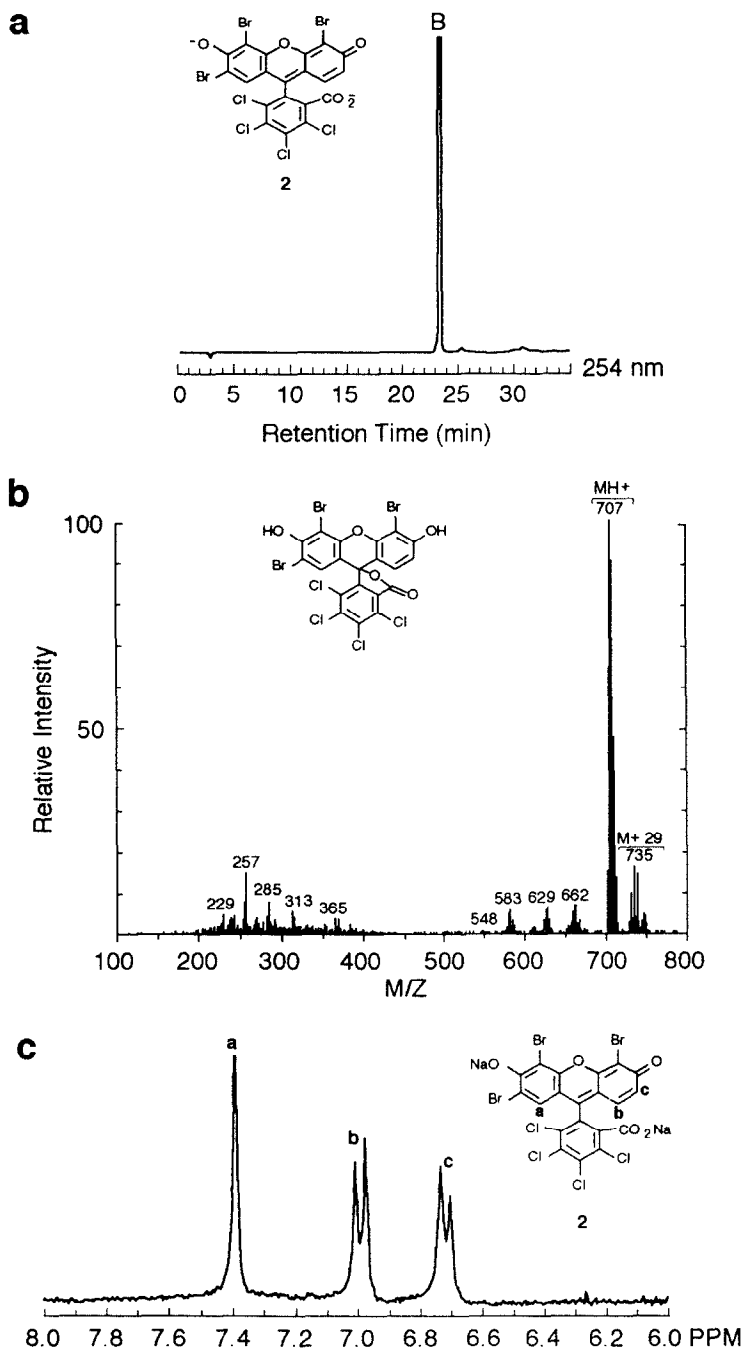 a
Br
Br
⁻O
O
O
Br
Cl
CO₂⁻
Cl
Cl
Cl
2
B
254 nm
0 5 10 15 20 25 30
Retention Time (min)
b
MH+
707
100
Br
Br
HO
O
OH
Br
O
Cl
O
Cl
Cl
Cl
Relative Intensity
50
M+ 29
735
257
229
285
313
365
548
583
629
662
100 200 300 400 500 600 700 800
M/Z
c
a
Br
Br
NaO
O
O
Br
c
a
b
Cl
CO₂Na
Cl
Cl
Cl
2
b
c
8.0 7.8 7.6 7.4 7.2 7.0 6.8 6.6 6.4 6.2 6.0 PPM